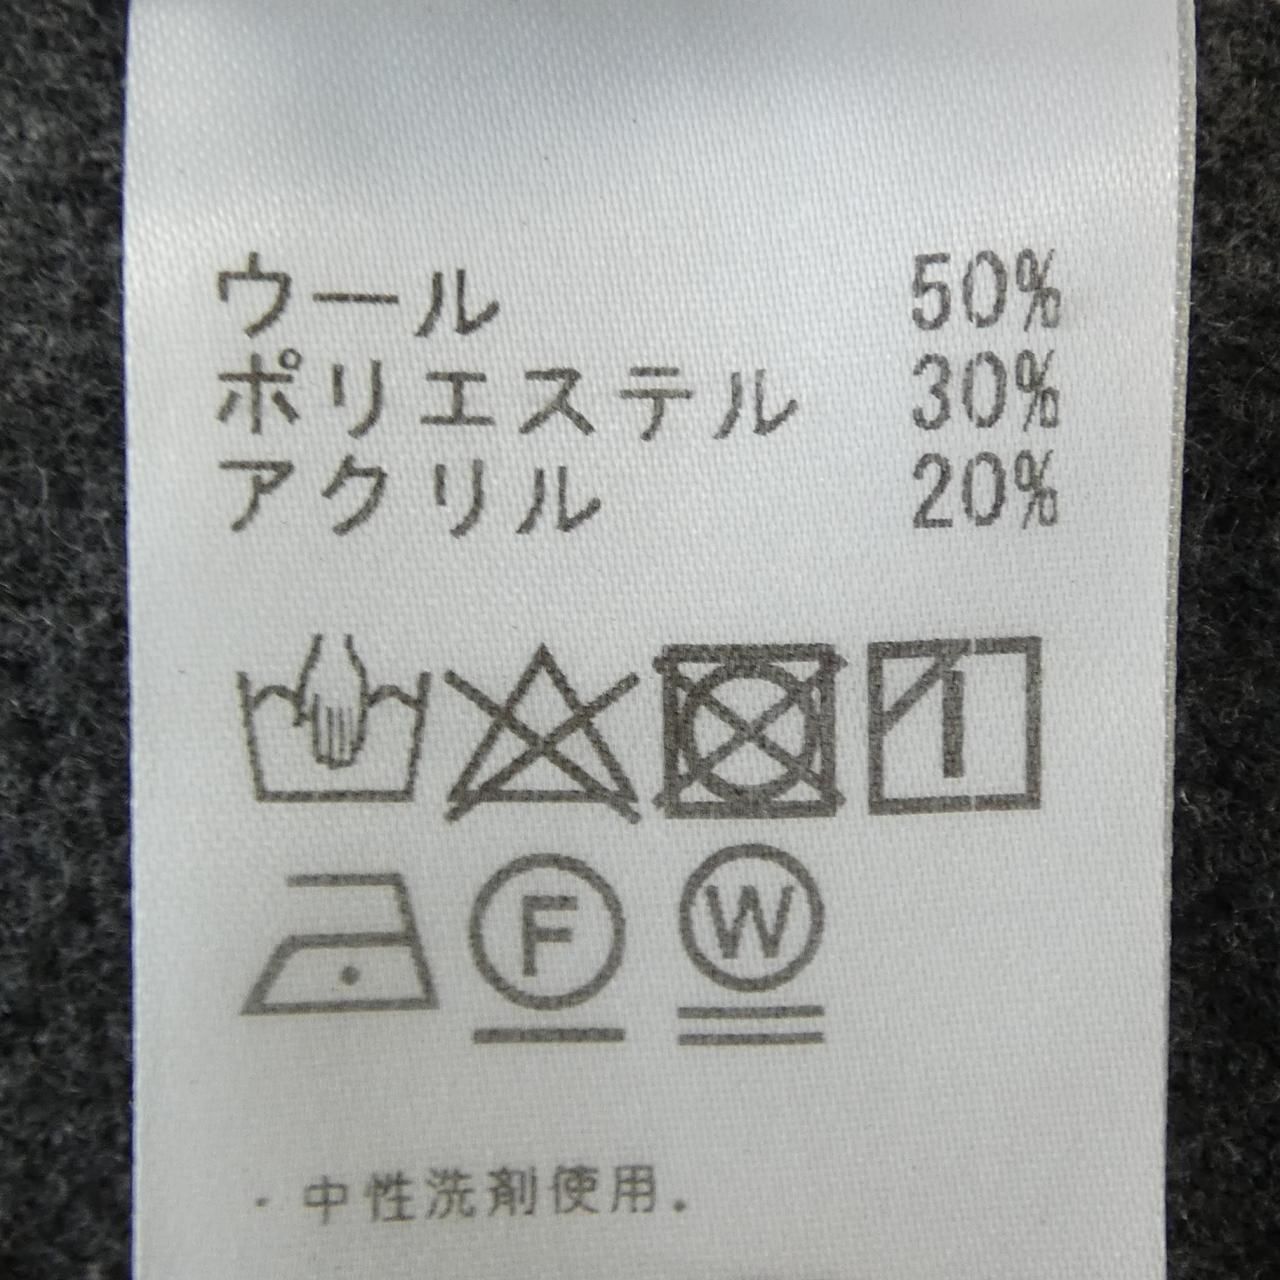 ウール 50%
ポリエステル 30%
アクリル 20%
F W
・中性洗剤使用.